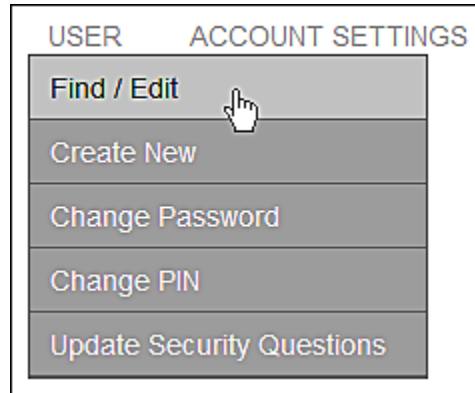 USER ACCOUNT SETTINGS
Find / Edit
Create New
Change Password
Change PIN
Update Security Questions